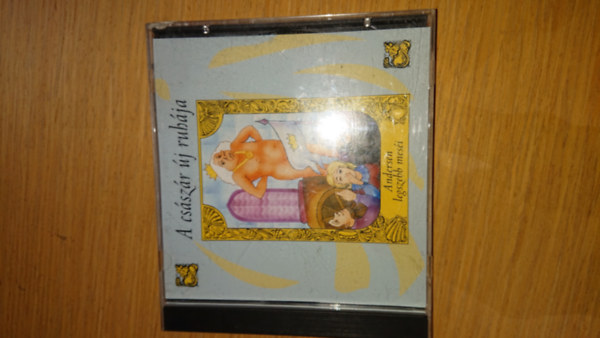 A császár új ruhája
Andersen
legszebb meséi